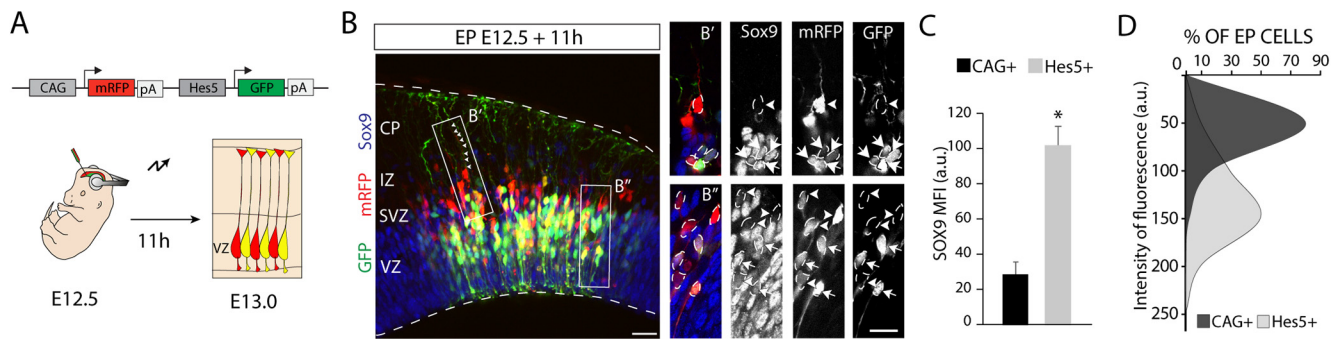 A
CAG
mRFP
pA
Hes5
GFP
pA
11h
VZ
E12.5
E13.0
B
EP E12.5 + 11h
GFP mRFP Sox9
CP
IZ
SVZ
VZ
B'
B"
B' Sox9 mRFP GFP
B"
C
CAG+ Hes5+
SOX9 MFI (a.u.)
120
100
80
60
40
20
0
*
D
% OF EP CELLS
0 10 30 50 70 90
Intensity of fluorescence (a.u.)
0
50
100
150
200
250
CAG+ Hes5+